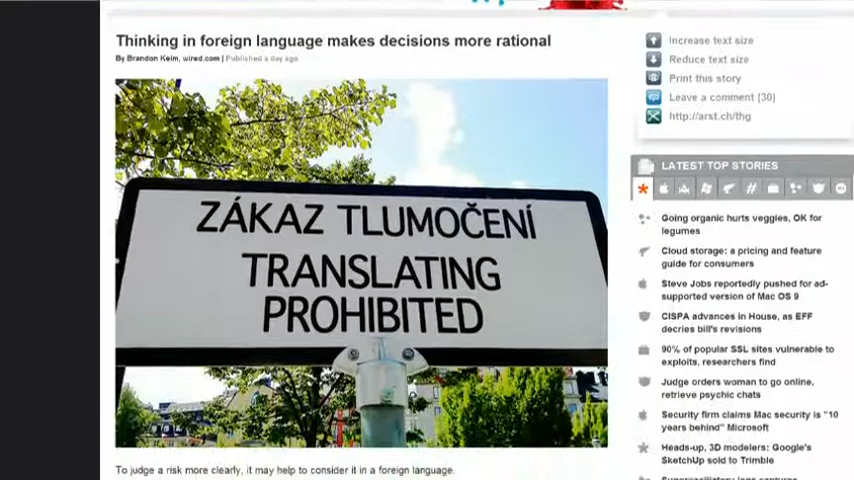 Thinking in foreign language makes decisions more rational
By Brandon Keim, wired.com | Published a day ago
ZÁKAZ TLUMOČENÍ
TRANSLATING
PROHIBITED
To judge a risk more clearly, it may help to consider it in a foreign language.
Increase text size
Reduce text size
Print this story
Leave a comment (30)
http://arst.ch/thg
LATEST TOP STORIES
Going organic hurts veggies, OK for
legumes
Cloud storage: a pricing and feature
guide for consumers
Steve Jobs reportedly pushed for ad-
supported version of Mac OS 9
CISPA advances in House, as EFF
decries bill's revisions
90% of popular SSL sites vulnerable to
exploits, researchers find
Judge orders woman to go online,
retrieve psychic chats
Security firm claims Mac security is "10
years behind" Microsoft
Heads-up, 3D modelers: Google's
SketchUp sold to Trimble